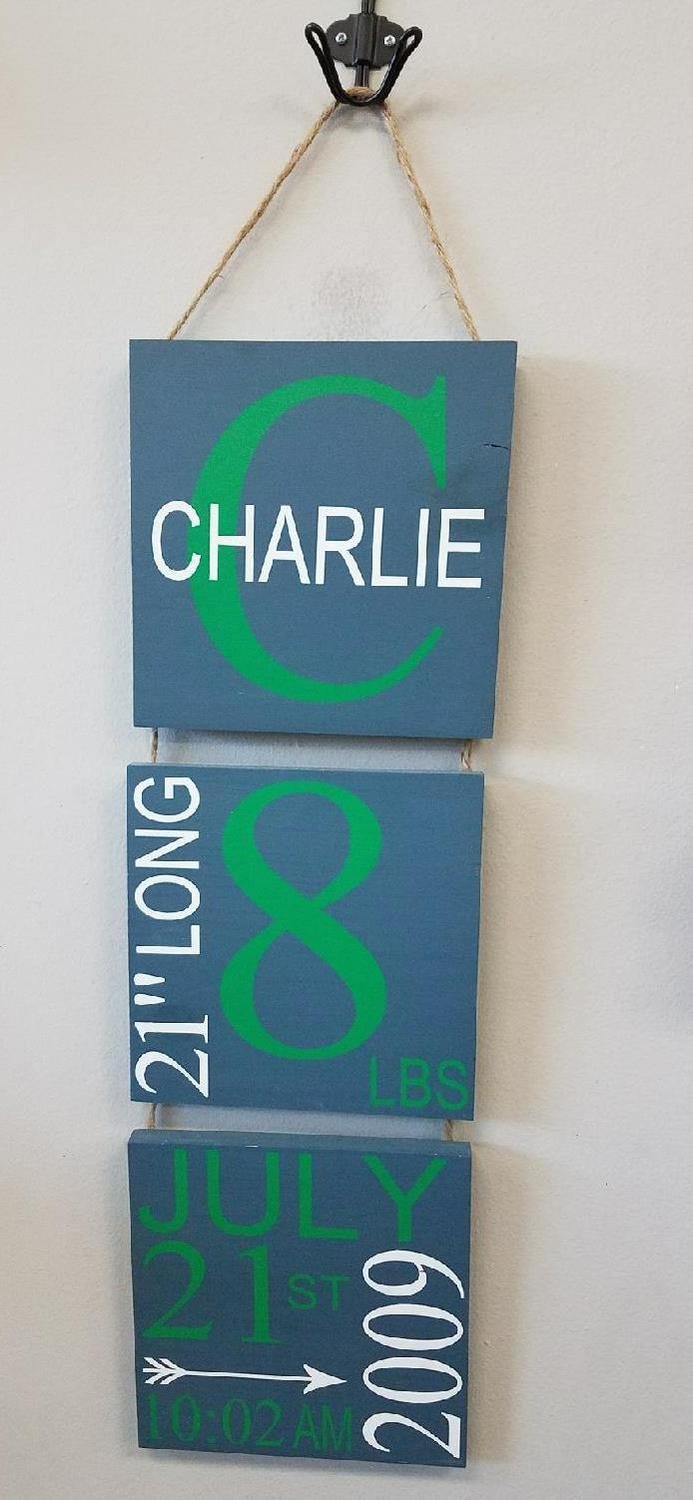 C
CHARLIE
21" LONG
8
LBS
JULY
21ST
2009
10:02 AM